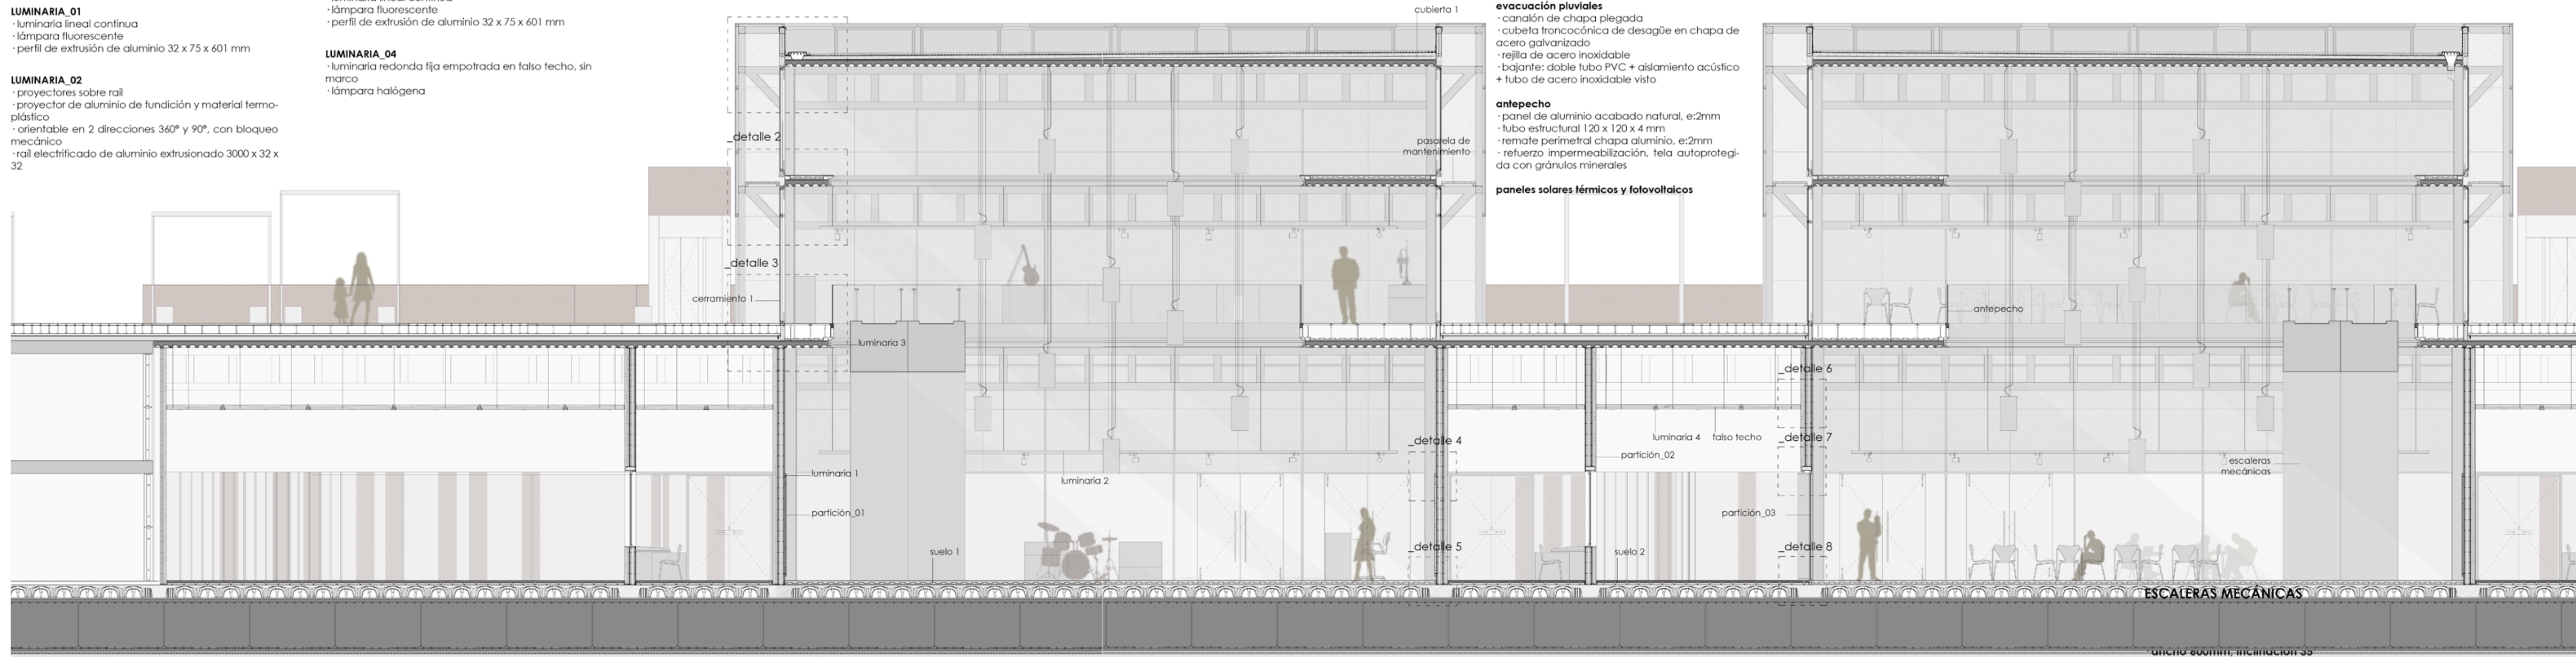 LUMINARIA_01
·luminaria lineal continua
·lámpara fluorescente
·perfil de extrusión de aluminio 32 x 75 x 601 mm
LUMINARIA_02
·proyectores sobre rail
·proyector de aluminio de fundición y material termo-
plástico
·orientable en 2 direcciones 360º y 90º, con bloqueo
mecánico
·raíl electrificado de aluminio extrusionado 3000 x 32 x
32
·lámpara fluorescente
·perfil de extrusión de aluminio 32 x 75 x 601 mm
LUMINARIA_04
·luminaria redonda fija empotrada en falso techo, sin
marco
·lámpara halógena
cubierta 1
evacuación pluviales
·canalón de chapa plegada
·cubeta troncocónica de desagüe en chapa de
acero galvanizado
·rejilla de acero inoxidable
·bajante: doble tubo PVC + aislamiento acústico
+ tubo de acero inoxidable visto
antepecho
·panel de aluminio acabado natural, e:2mm
·tubo estructural 120 x 120 x 4 mm
·remate perimetral chapa aluminio, e:2mm
·refuerzo impermeabilización, tela autoprotegi-
da con gránulos minerales
paneles solares térmicos y fotovoltaicos
_detalle 2
pasarela de
mantenimiento
_detalle 3
cerramiento 1
antepecho
luminaria 3
_detalle 6
_detalle 4
luminaria 4
falso techo
_detalle 7
partición_02
luminaria 1
luminaria 2
escaleras
mecánicas
partición_01
partición_03
suelo 1
_detalle 5
suelo 2
_detalle 8
ESCALERAS MECÁNICAS
·ancho 800mm, inclinación 35